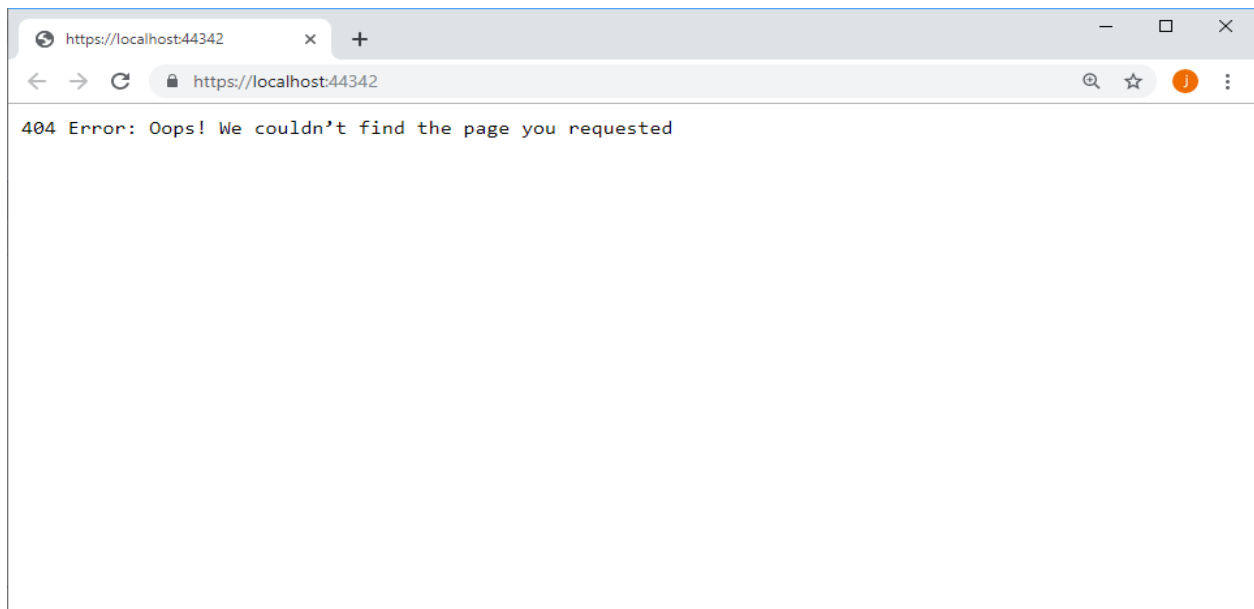 https://localhost:44342
https://localhost:44342
j
404 Error: Oops! We couldn’t find the page you requested